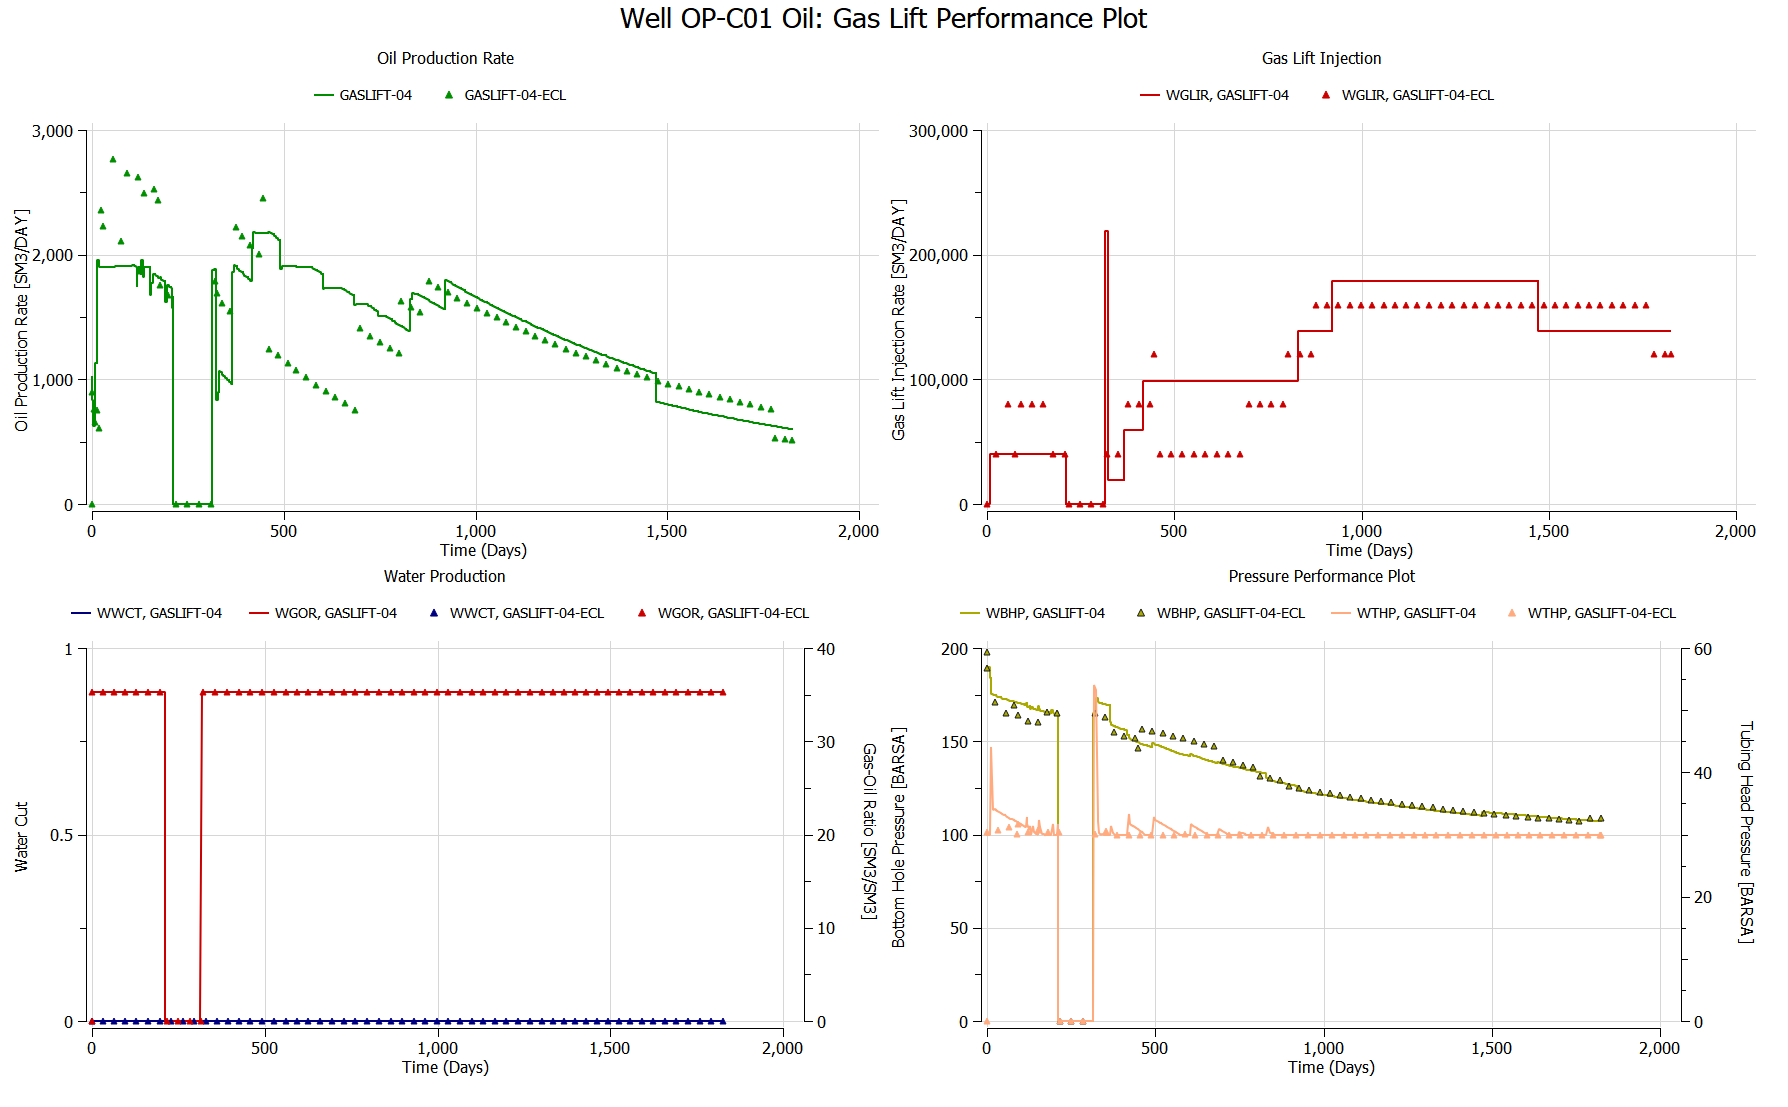 Well OP-C01 Oil: Gas Lift Performance Plot
Oil Production Rate
GASLIFT-04 GASLIFT-04-ECL
3,000
2,000
1,000
0
Oil Production Rate [SM3/DAY]
0 500 1,000 1,500 2,000
Time (Days)
Gas Lift Injection
WGLIR, GASLIFT-04 WGLIR, GASLIFT-04-ECL
300,000
200,000
100,000
0
Gas Lift Injection Rate [SM3/DAY]
0 500 1,000 1,500 2,000
Time (Days)
Water Production
WWCT, GASLIFT-04 WGOR, GASLIFT-04 WWCT, GASLIFT-04-ECL WGOR, GASLIFT-04-ECL
1
0.5
0
Water Cut
40
30
20
10
0
Gas-Oil Ratio [SM3/SM3]
0 500 1,000 1,500 2,000
Time (Days)
Pressure Performance Plot
WBHP, GASLIFT-04 WBHP, GASLIFT-04-ECL WTHP, GASLIFT-04 WTHP, GASLIFT-04-ECL
200
150
100
50
0
Bottom Hole Pressure [BARSA]
60
40
20
0
Tubing Head Pressure [BARSA]
0 500 1,000 1,500 2,000
Time (Days)